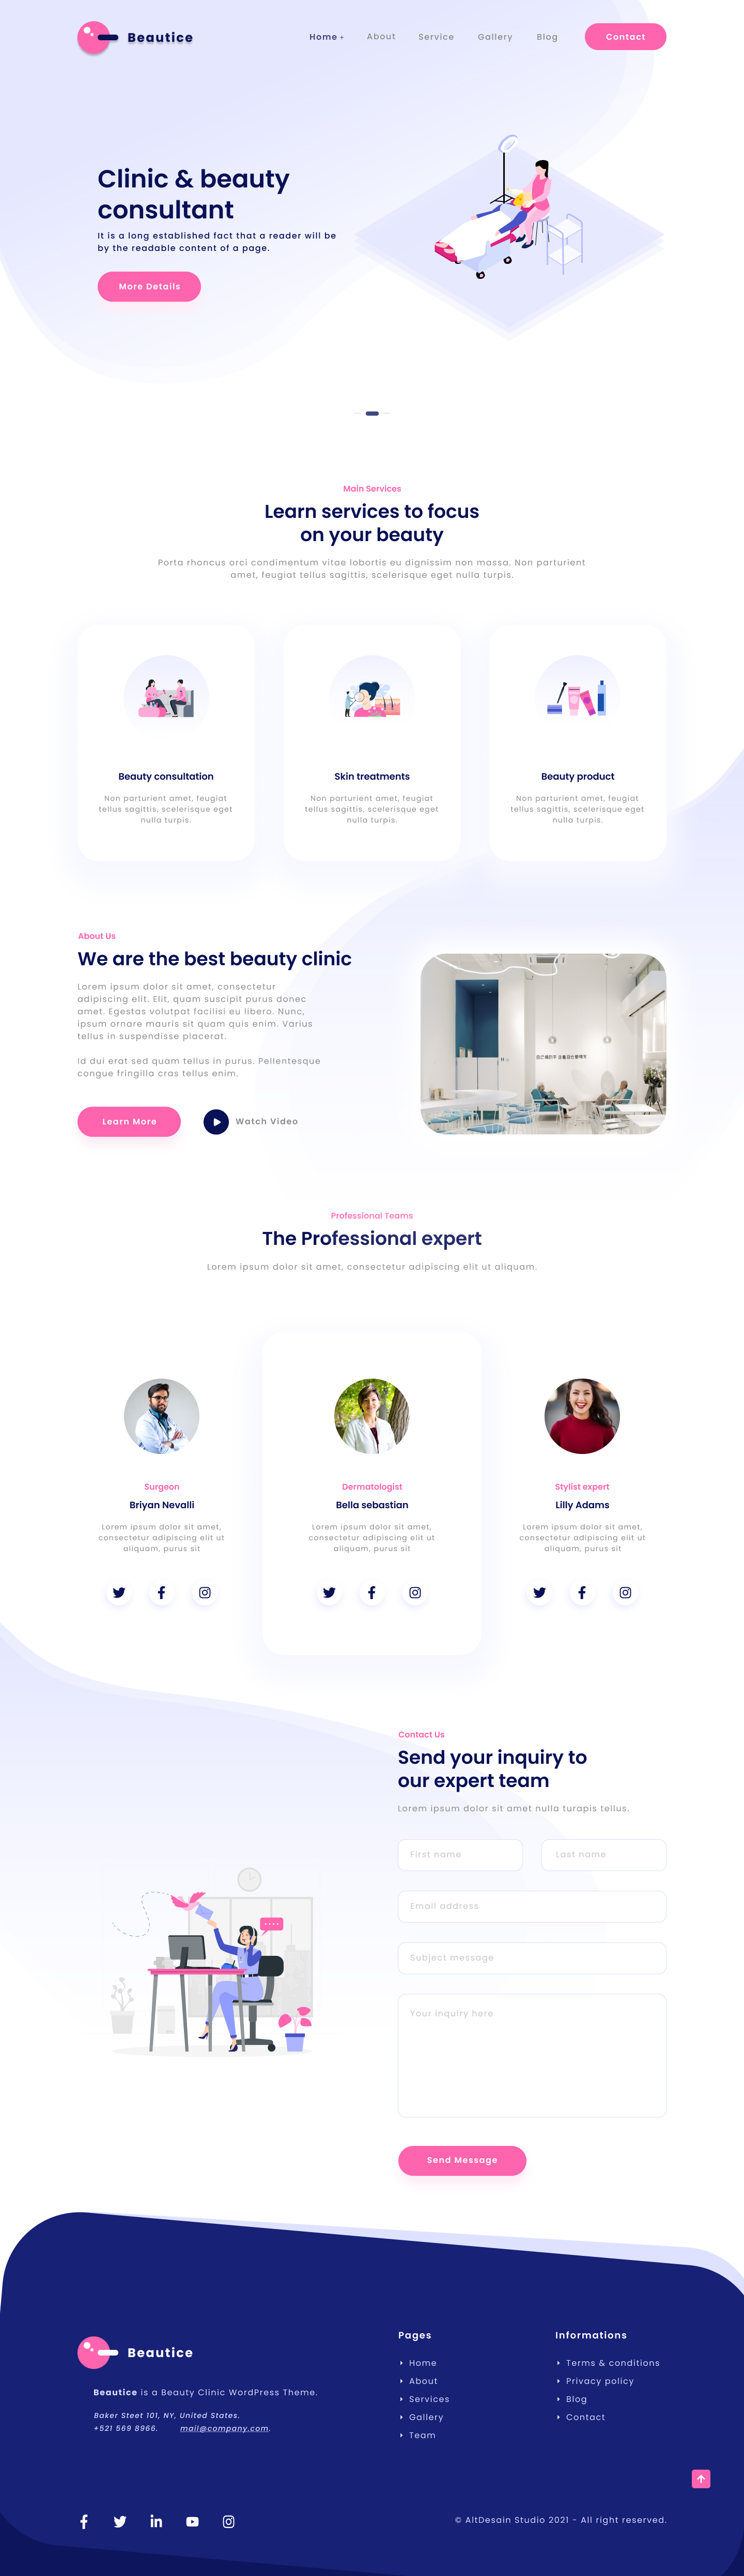 Beautice
Home +
About
Service
Gallery
Blog
Contact
Clinic & beauty
consultant
It is a long established fact that a reader will be
by the readable content of a page.
More Details
Main Services
Learn services to focus
on your beauty
Porta rhoncus orci condimentum vitae lobortis eu dignissim non massa. Non parturient
amet, feugiat tellus sagittis, scelerisque eget nulla turpis.
Beauty consultation
Non parturient amet, feugiat
tellus sagittis, scelerisque eget
nulla turpis.
Skin treatments
Non parturient amet, feugiat
tellus sagittis, scelerisque eget
nulla turpis.
Beauty product
Non parturient amet, feugiat
tellus sagittis, scelerisque eget
nulla turpis.
About Us
We are the best beauty clinic
Lorem ipsum dolor sit amet, consectetur
adipiscing elit. Elit, quam suscipit purus donec
amet. Egestas volutpat facilisi eu libero. Nunc,
ipsum ornare mauris sit quam quis enim. Varius
tellus in suspendisse placerat.
Id dui erat sed quam tellus in purus. Pellentesque
congue fringilla cras tellus enim.
Learn More
Watch Video
Professional Teams
The Professional expert
Lorem ipsum dolor sit amet, consectetur adipiscing elit ut aliquam.
Surgeon
Briyan Nevalli
Lorem ipsum dolor sit amet,
consectetur adipiscing elit ut
aliquam, purus sit
Dermatologist
Bella sebastian
Lorem ipsum dolor sit amet,
consectetur adipiscing elit ut
aliquam, purus sit
Stylist expert
Lilly Adams
Lorem ipsum dolor sit amet,
consectetur adipiscing elit ut
aliquam, purus sit
Contact Us
Send your inquiry to
our expert team
Lorem ipsum dolor sit amet nulla turapis tellus.
First name
Last name
Email address
Subject message
Your inquiry here
Send Message
Beautice
Beautice is a Beauty Clinic WordPress Theme.
Baker Steet 101, NY, United States.
+521 569 8966.
mail@company.com.
Pages
Home
About
Services
Gallery
Team
Informations
Terms & conditions
Privacy policy
Blog
Contact
© AltDesain Studio 2021 - All right reserved.